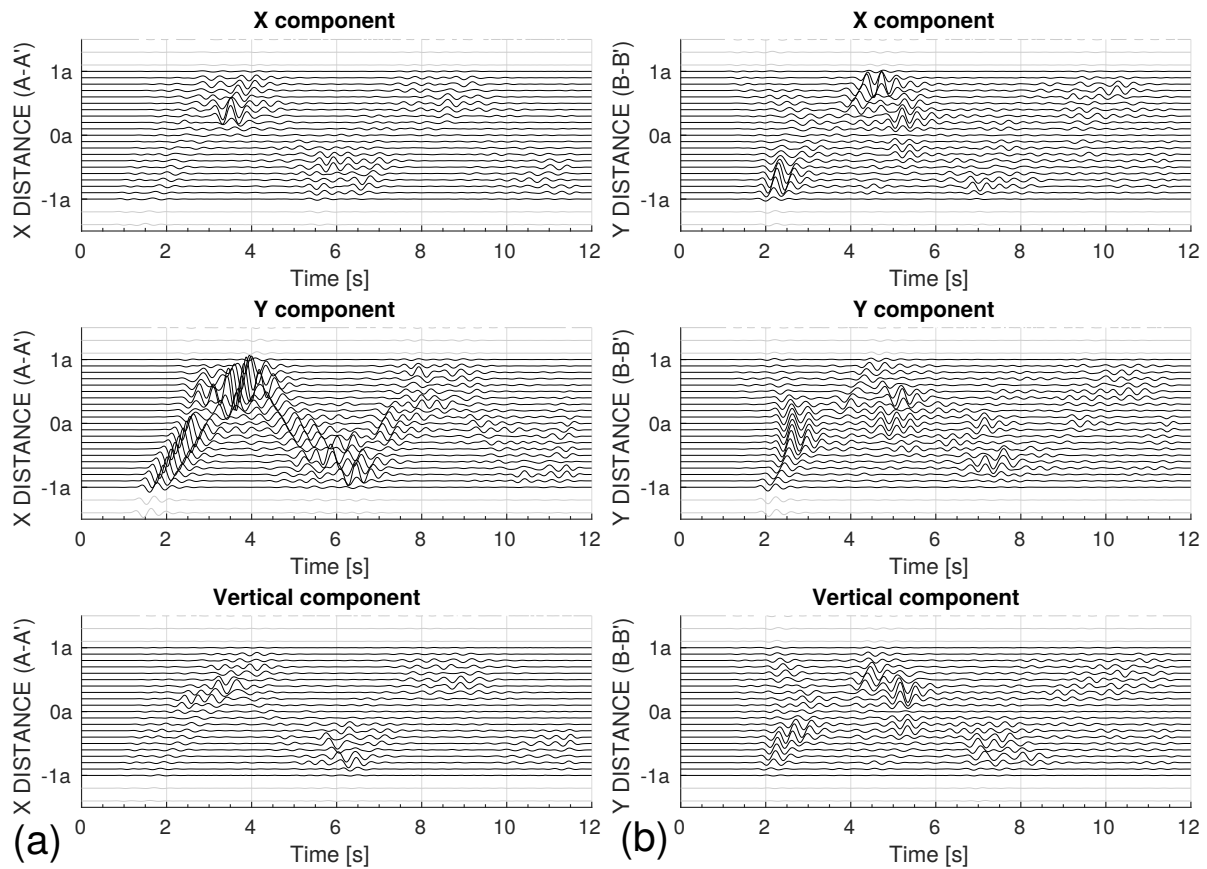 X component
X DISTANCE (A-A')
1a
0a
-1a
0 2 4 6 8 10 12
Time [s]
X component
Y DISTANCE (B-B')
1a
0a
-1a
0 2 4 6 8 10 12
Time [s]
Y component
X DISTANCE (A-A')
1a
0a
-1a
0 2 4 6 8 10 12
Time [s]
Y component
Y DISTANCE (B-B')
1a
0a
-1a
0 2 4 6 8 10 12
Time [s]
Vertical component
X DISTANCE (A-A')
1a
0a
-1a
0 2 4 6 8 10 12
Time [s]
(a)
Vertical component
Y DISTANCE (B-B')
1a
0a
-1a
0 2 4 6 8 10 12
Time [s]
(b)